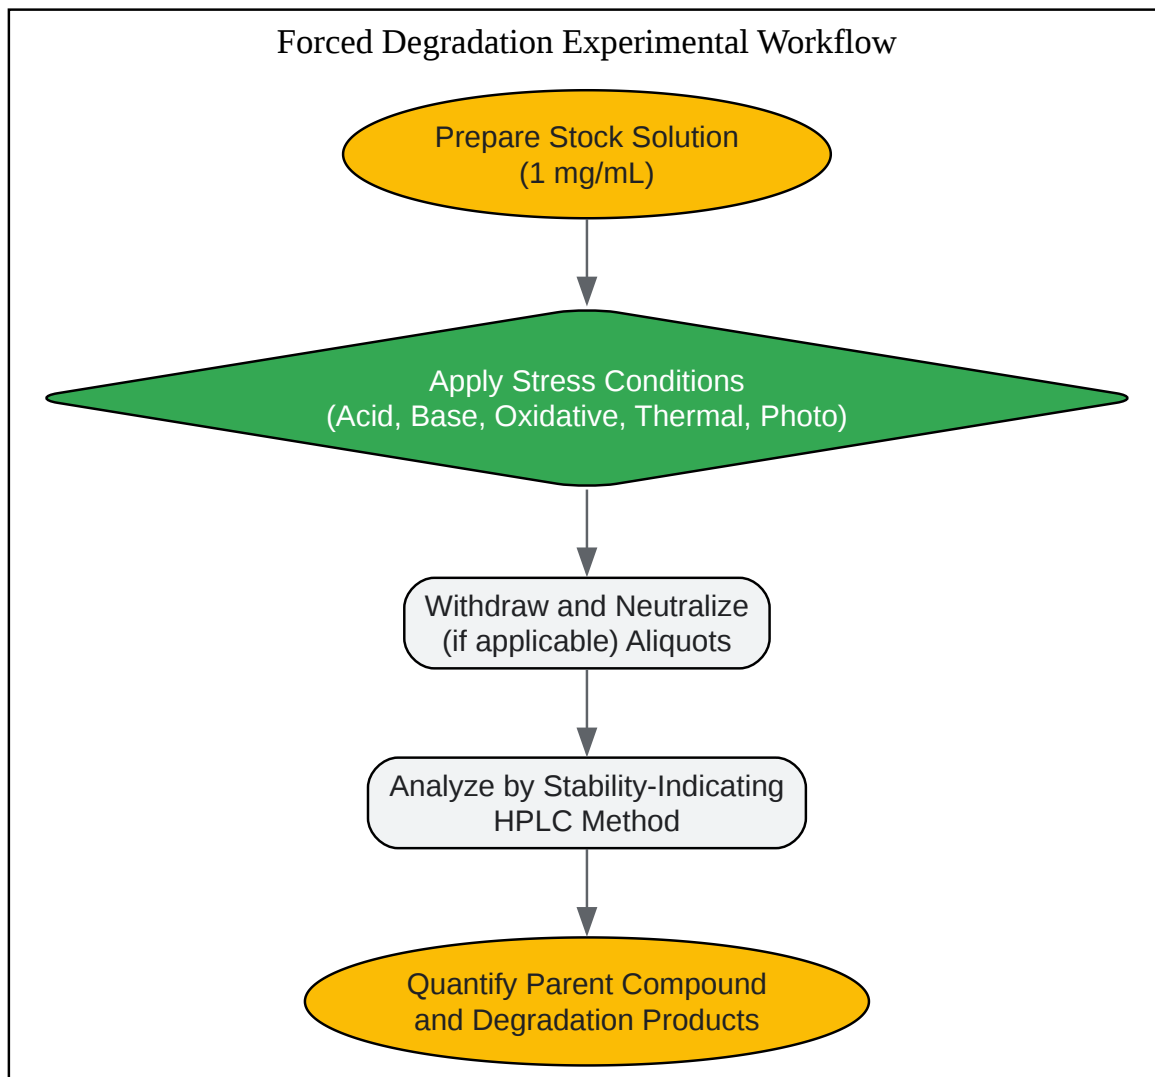 Forced Degradation Experimental Workflow
Prepare Stock Solution
(1 mg/mL)
Apply Stress Conditions
(Acid, Base, Oxidative, Thermal, Photo)
Withdraw and Neutralize
(if applicable) Aliquots
Analyze by Stability-Indicating
HPLC Method
Quantify Parent Compound
and Degradation Products